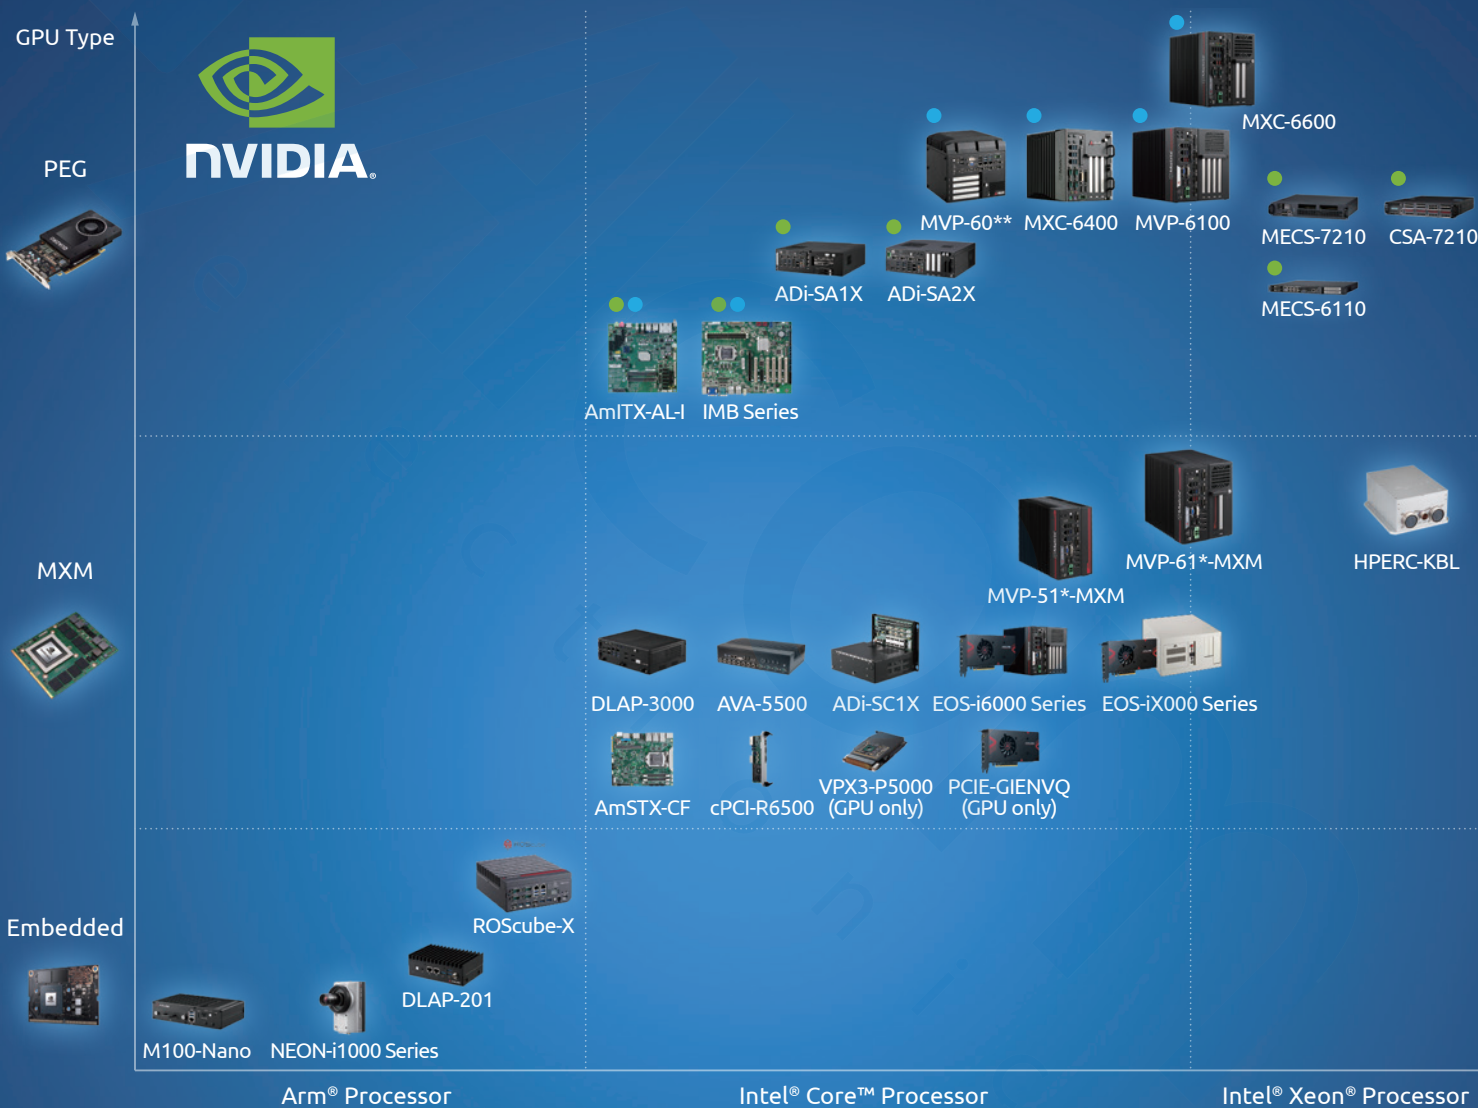 GPU Type
NVIDIA®
MXC-6600
PEG
MVP-60** MXC-6400 MVP-6100
MECS-7210 CSA-7210
ADi-SA1X ADi-SA2X
MECS-6110
AmITX-AL-I IMB Series
MXM
MVP-61*-MXM
HPERC-KBL
MVP-51*-MXM
DLAP-3000 AVA-5500 ADi-SC1X EOS-i6000 Series EOS-iX000 Series
AmSTX-CF cPCI-R6500 VPX3-P5000 (GPU only) PCIE-GIENVQ (GPU only)
Embedded
ROScube-X
DLAP-201
M100-Nano NEON-i1000 Series
Arm® Processor Intel® Core™ Processor Intel® Xeon® Processor